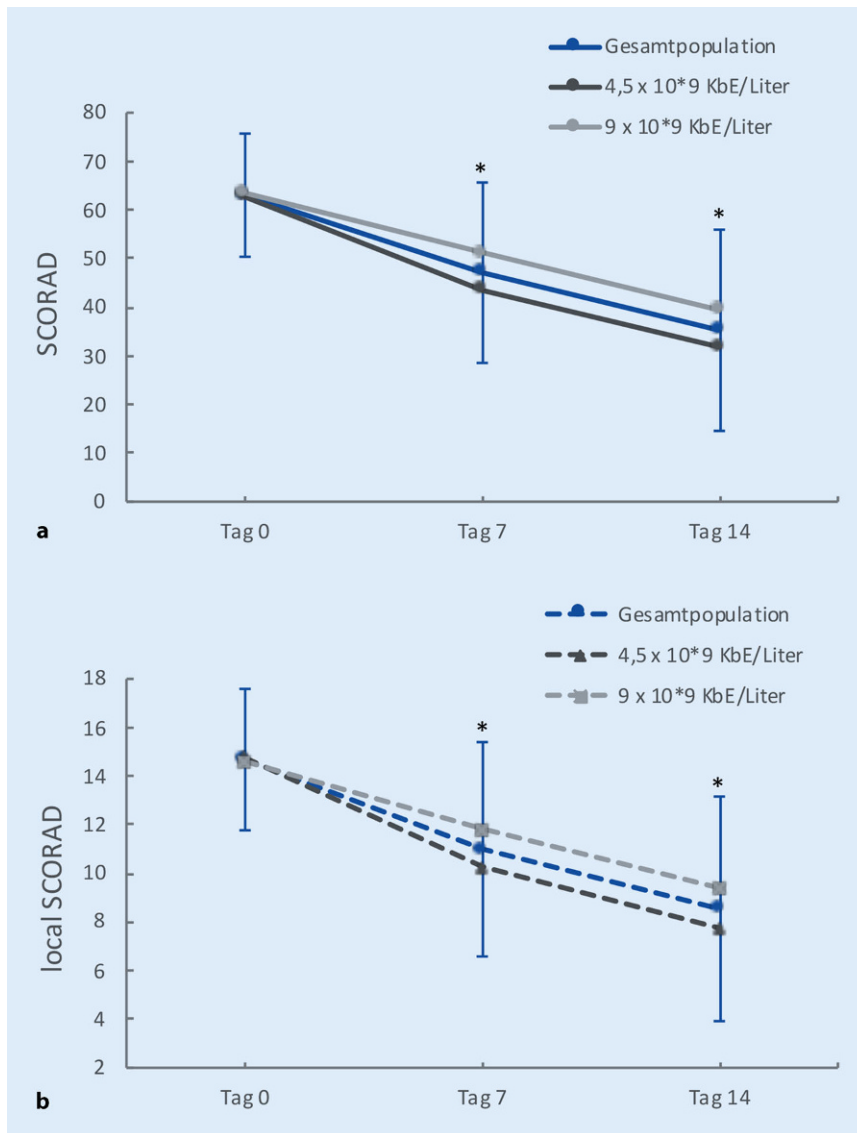 Gesamtpopulation
4,5 x 10*9 KbE/Liter
9 x 10*9 KbE/Liter
80
70
60
50
40
30
20
10
0
SCORAD
*
*
Tag 0
Tag 7
Tag 14
a
Gesamtpopulation
4,5 x 10*9 KbE/Liter
9 x 10*9 KbE/Liter
18
16
14
12
10
8
6
4
2
local SCORAD
*
*
Tag 0
Tag 7
Tag 14
b